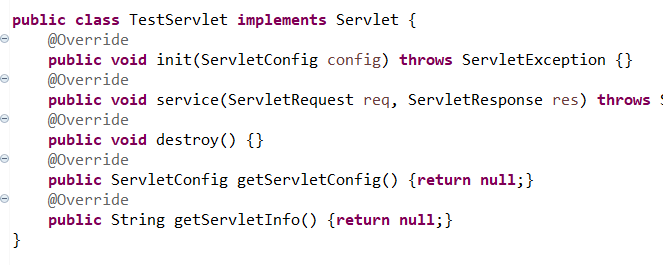 public class TestServlet implements Servlet {
@Override
public void init(ServletConfig config) throws ServletException {}
@Override
public void service(ServletRequest req, ServletResponse res) throws
@Override
public void destroy() {}
@Override
public ServletConfig getServletConfig() {return null;}
@Override
public String getServletInfo() {return null;}
}